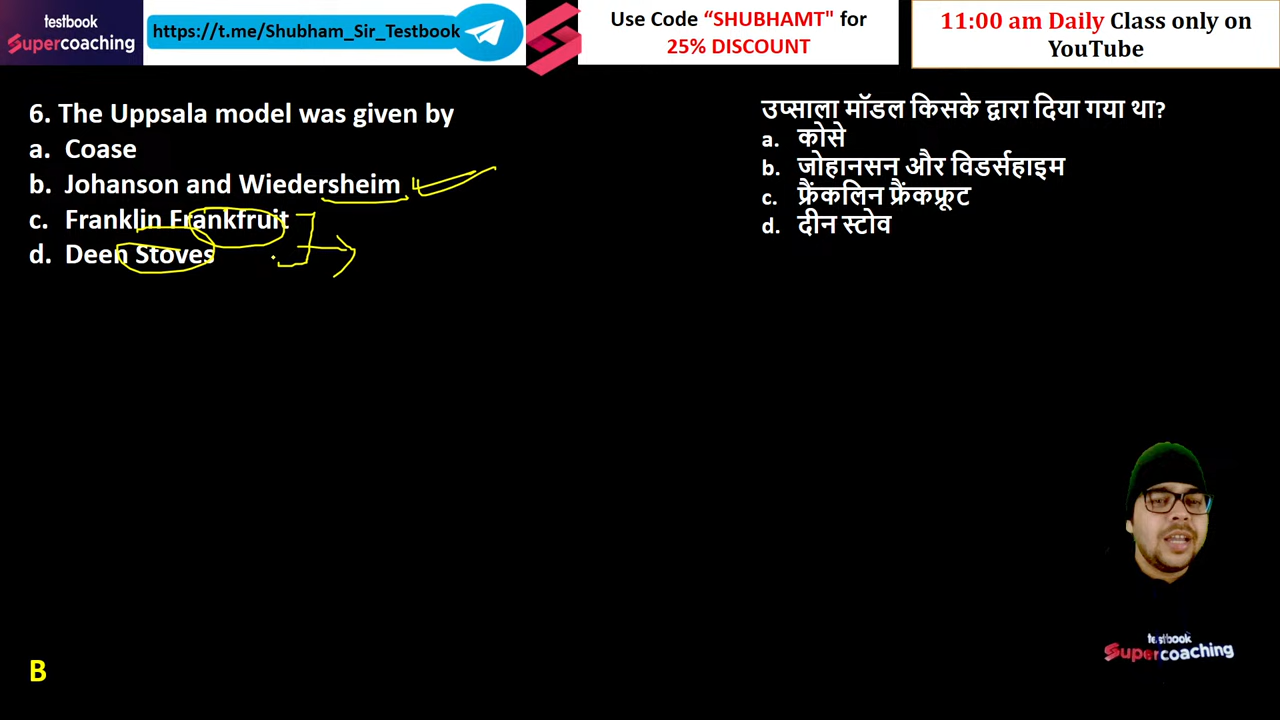 testbook
Supercoaching
https://t.me/Shubham_Sir_Testbook
Use Code “SHUBHAMT" for
25% DISCOUNT
11:00 am Daily Class only on
YouTube
6. The Uppsala model was given by
a. Coase
b. Johanson and Wiedersheim
c. Franklin Frankfruit
d. Deen Stoves
उप्साला मॉडल किसके द्वारा दिया गया था?
a. कोसे
b. जोहानसन और विडर्सहाइम
c. फ्रैंकलिन फ्रैंकफ्रूट
d. दीन स्टोव
testbook
Supercoaching
B